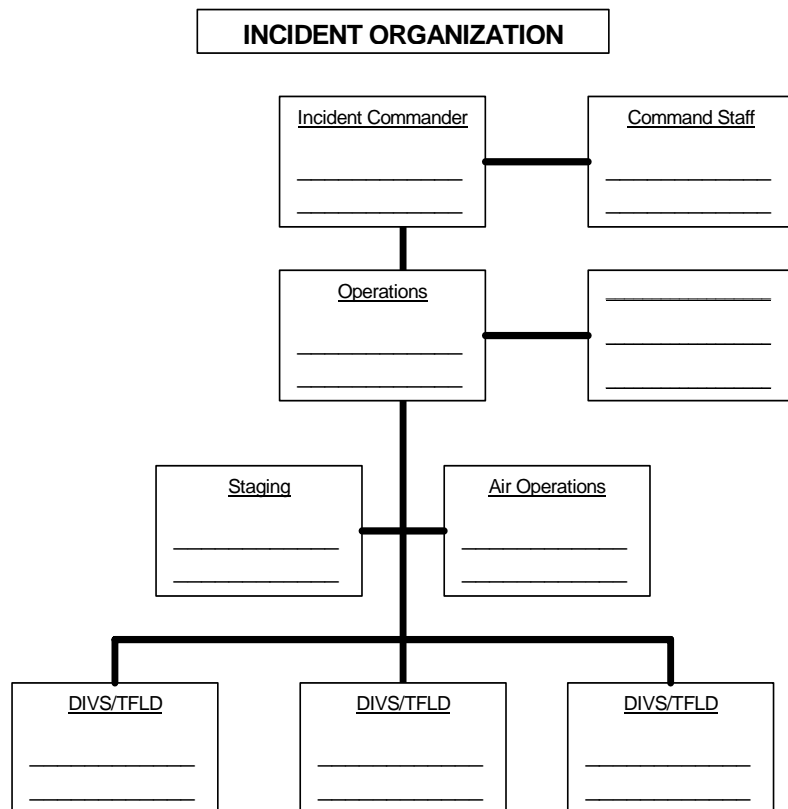 INCIDENT ORGANIZATION
Incident Commander
Command Staff
Operations
Staging
Air Operations
DIVS/TFLD
DIVS/TFLD
DIVS/TFLD